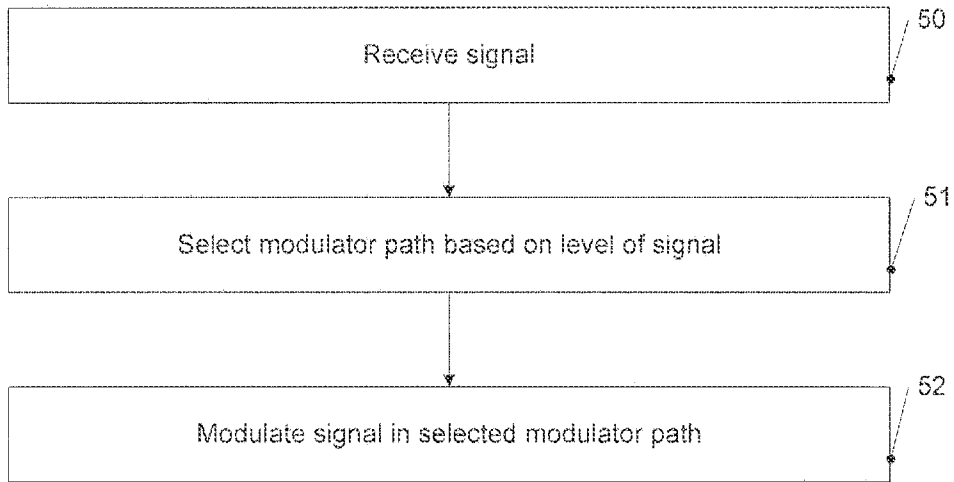 50
Receive signal
51
Select modulator path based on level of signal
52
Modulate signal in selected modulator path